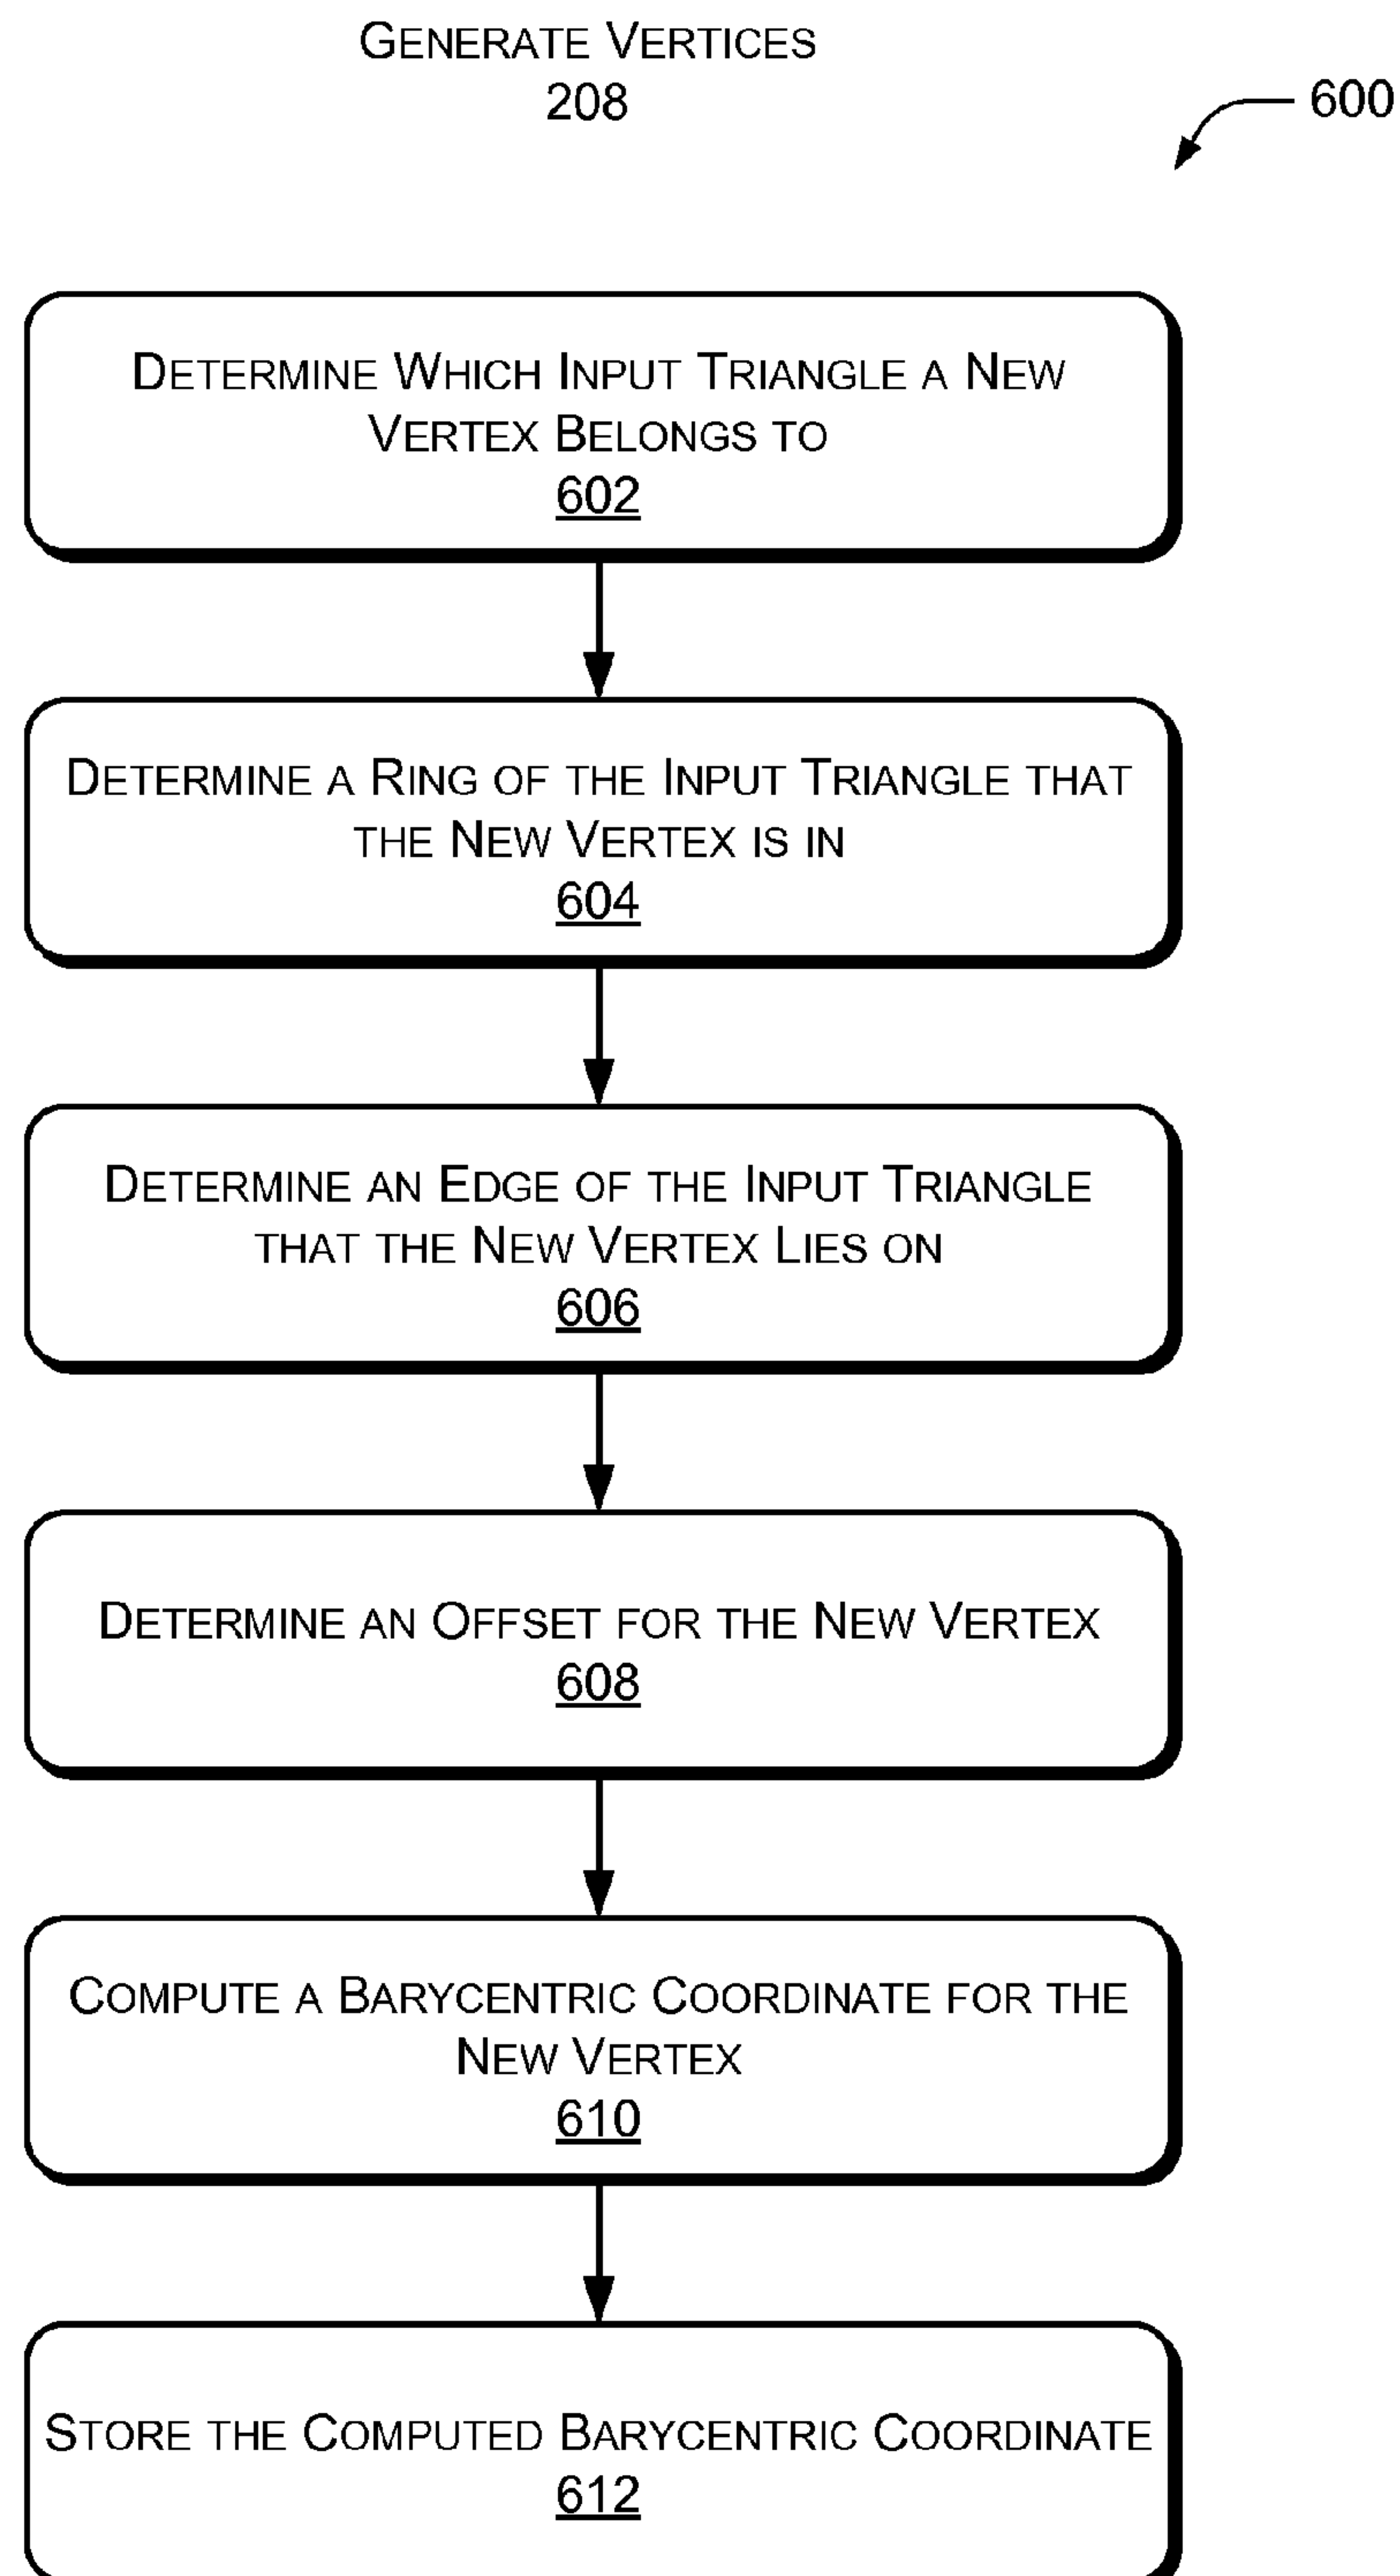 GENERATE VERTICES
208
600
DETERMINE WHICH INPUT TRIANGLE A NEW
VERTEX BELONGS TO
602
DETERMINE A RING OF THE INPUT TRIANGLE THAT
THE NEW VERTEX IS IN
604
DETERMINE AN EDGE OF THE INPUT TRIANGLE
THAT THE NEW VERTEX LIES ON
606
DETERMINE AN OFFSET FOR THE NEW VERTEX
608
COMPUTE A BARYCENTRIC COORDINATE FOR THE
NEW VERTEX
610
STORE THE COMPUTED BARYCENTRIC COORDINATE
612